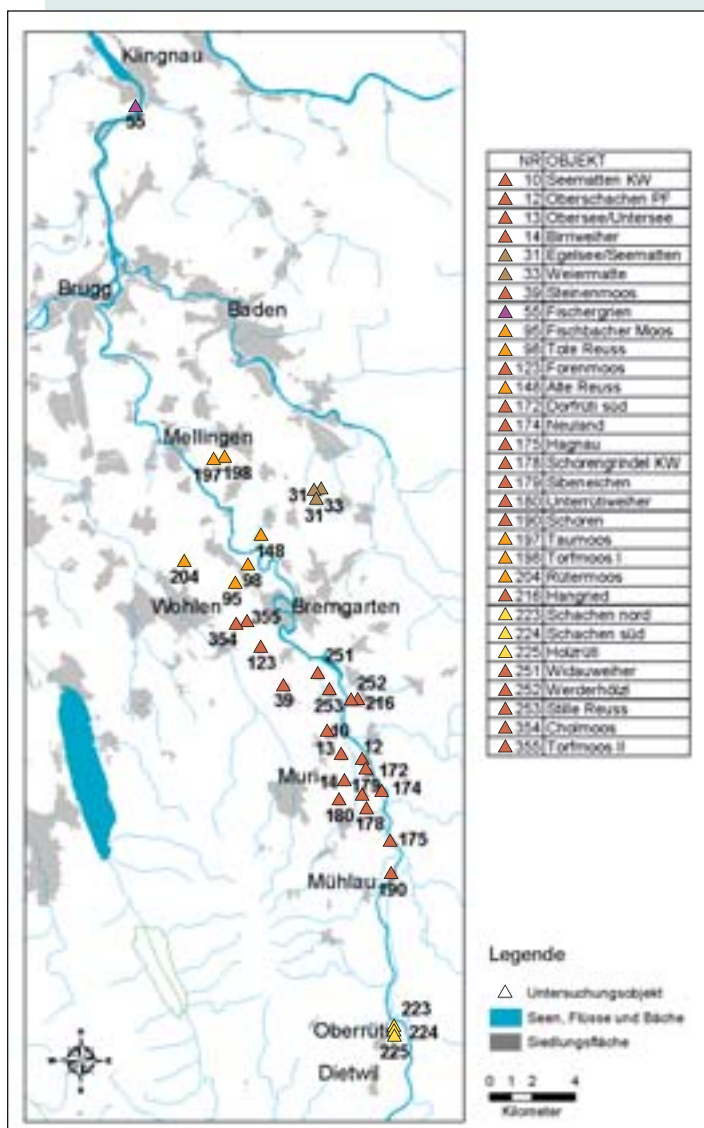 Klingnau
55
Brugg
Baden
Mellingen
197 198
31
33
31
148
204
98
95
Wohlen 355 Bremgarten
354
123
251
39
252
253 216
10
13 12
172
Muri 14 179 174
180 178
175
Mühlau 190
223
Oberrüti 224
225
Dietwil
NR OBJEKT
10 Seematten KW
12 Oberschachen PF
13 Obersee/Untersee
14 Birriweiher
31 Egelsee/Seematten
33 Weiermatte
39 Steinenmoos
55 Fischergrien
95 Fischbacher Moos
98 Tote Reuss
123 Forenmoos
148 Alte Reuss
172 Dorfrüti süd
174 Neuland
175 Hagnau
178 Schorengrindel KW
179 Sibeneichen
180 Unterrütiweiher
190 Schoren
197 Taumoos
198 Torfmoos I
204 Rütermoos
216 Hangried
223 Schachen nord
224 Schachen süd
225 Holzrüti
251 Widauweiher
252 Werderhölzli
253 Stille Reuss
354 Cholmoos
355 Torfmoos II
Legende
Untersuchungsobjekt
Seen, Flüsse und Bäche
Siedlungsfläche
0 1 2 4
Kilometer